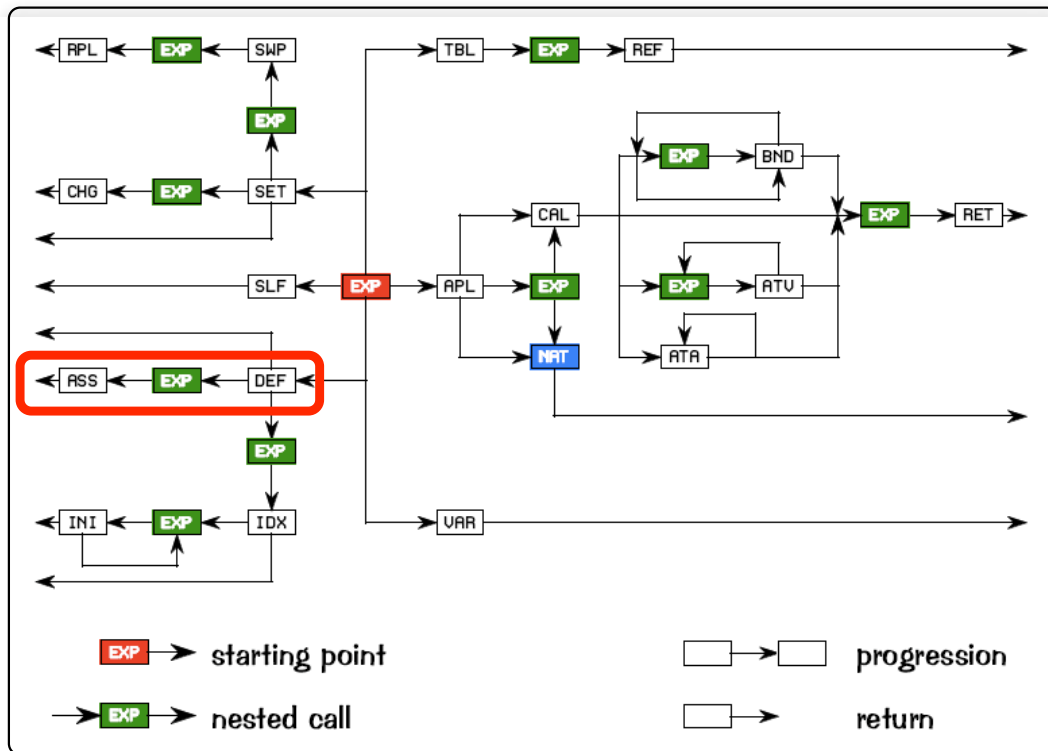 RPL EXP SWP TBL EXP REF
EXP
EXP BND
CHG EXP SET
CAL EXP RET
SLF EXP APL EXP EXP ATV
NAT ATA
ASS EXP DEF
EXP
INI EXP IDX VAR
EXP starting point progression
EXP nested call return